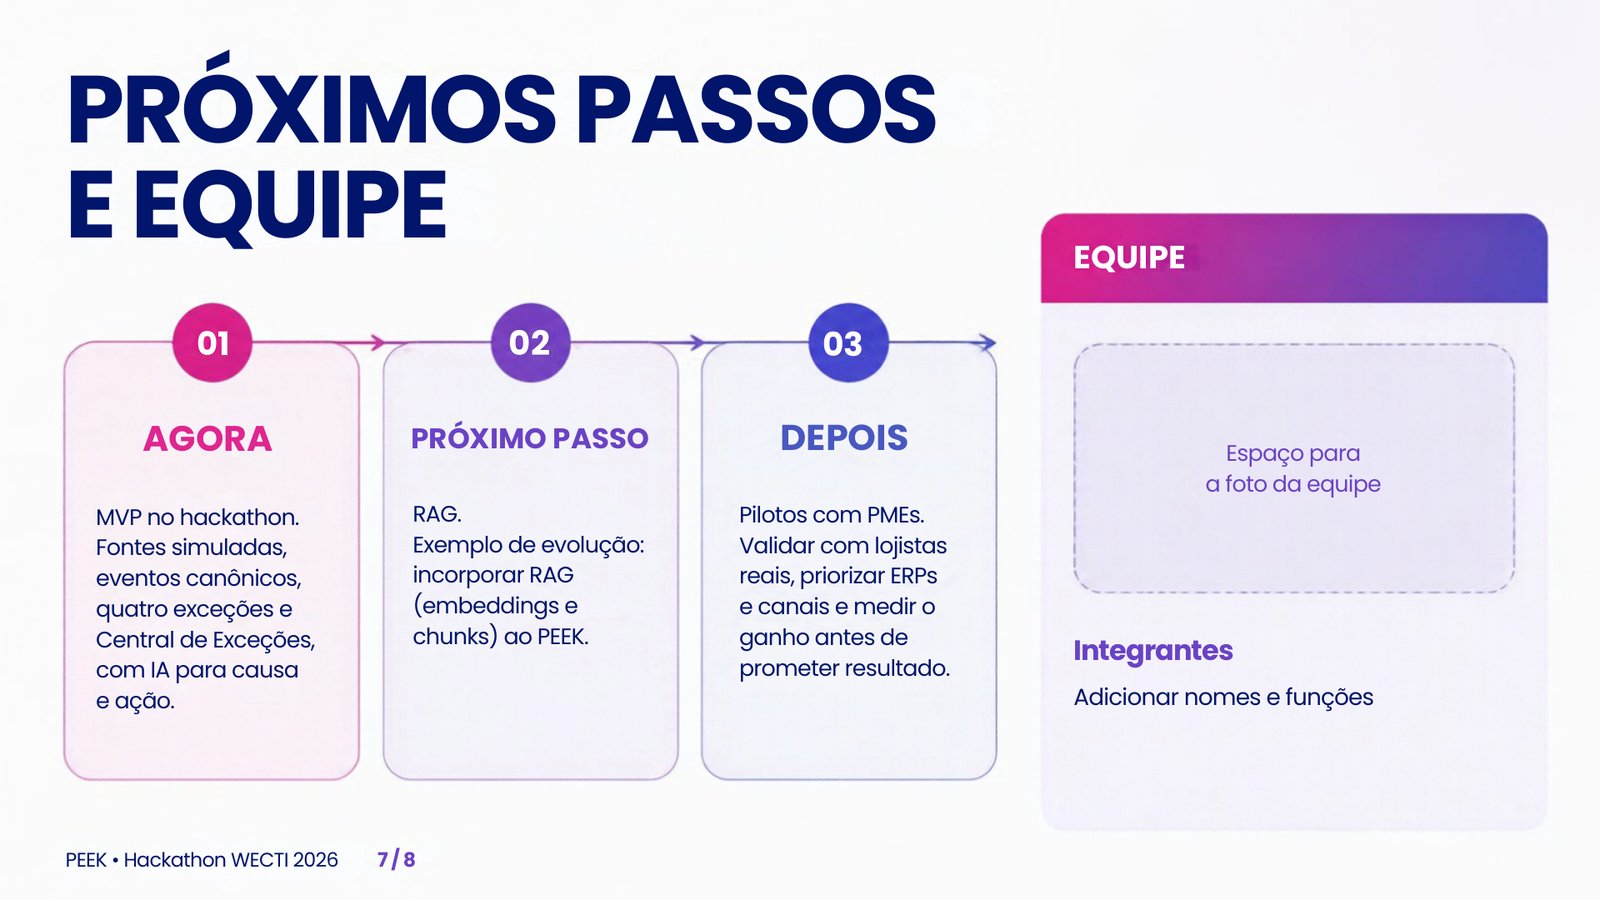 PRÓXIMOS PASSOS
E EQUIPE
01
AGORA
MVP no hackathon.
Fontes simuladas,
eventos canônicos,
quatro exceções e
Central de Exceções,
com IA para causa
e ação.
02
PRÓXIMO PASSO
RAG.
Exemplo de evolução:
incorporar RAG
(embeddings e
chunks) ao PEEK.
03
DEPOIS
Pilotos com PMEs.
Validar com lojistas
reais, priorizar ERPs
e canais e medir o
ganho antes de
prometer resultado.
EQUIPE
Espaço para
a foto da equipe
Integrantes
Adicionar nomes e funções
PEEK • Hackathon WECTI 2026 7 / 8